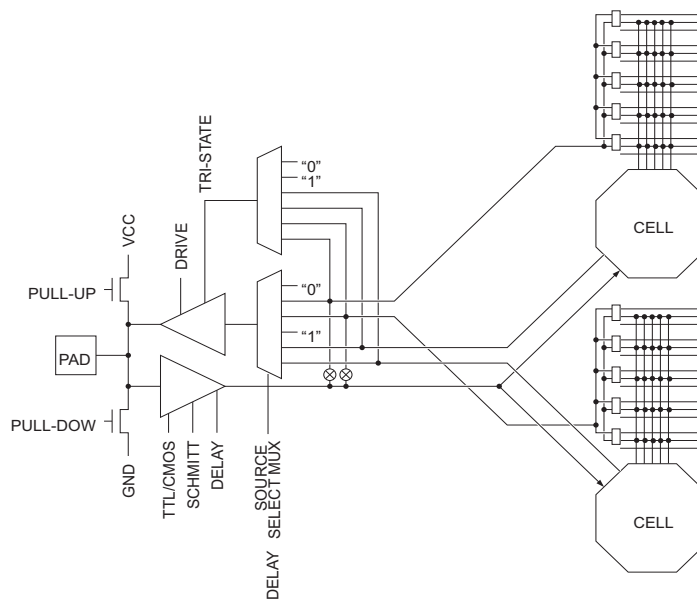 VCC
PULL-UP
PAD
PULL-DOW
GND
DRIVE
TRI-STATE
"0"
"1"
"0"
"1"
TTL/CMOS
SCHMITT
DELAY
SOURCE
SELECT MUX
DELAY
CELL
CELL